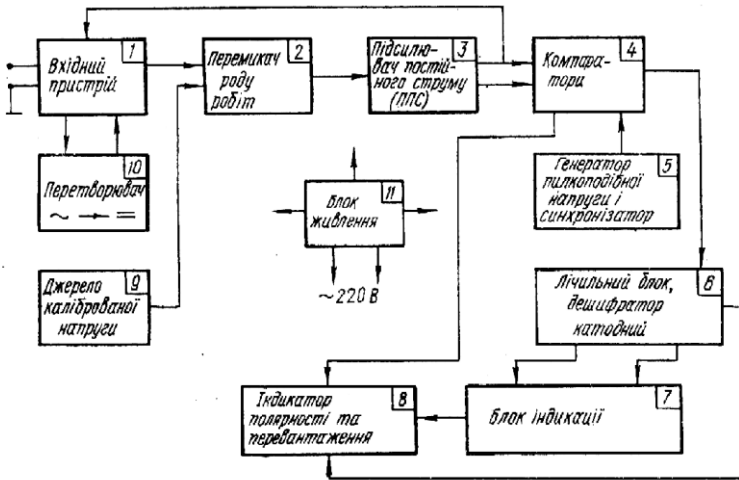 1
Вхідний
пристрій
2
Перемикач
роду
робіт
3
Підсилю-
вач постій-
ного струму
(ППС)
4
Компара-
тори
10
Перетворювач
~ → =
11
Блок
живлення
~220 В
5
Генератор
пилкоподібної
напруги і
синхронізатор
9
Джерело
каліброваної
напруги
6
Лічильний блок,
дешифратор
катодний
8
Індикатор
полярності та
перевантаження
7
блок індикації